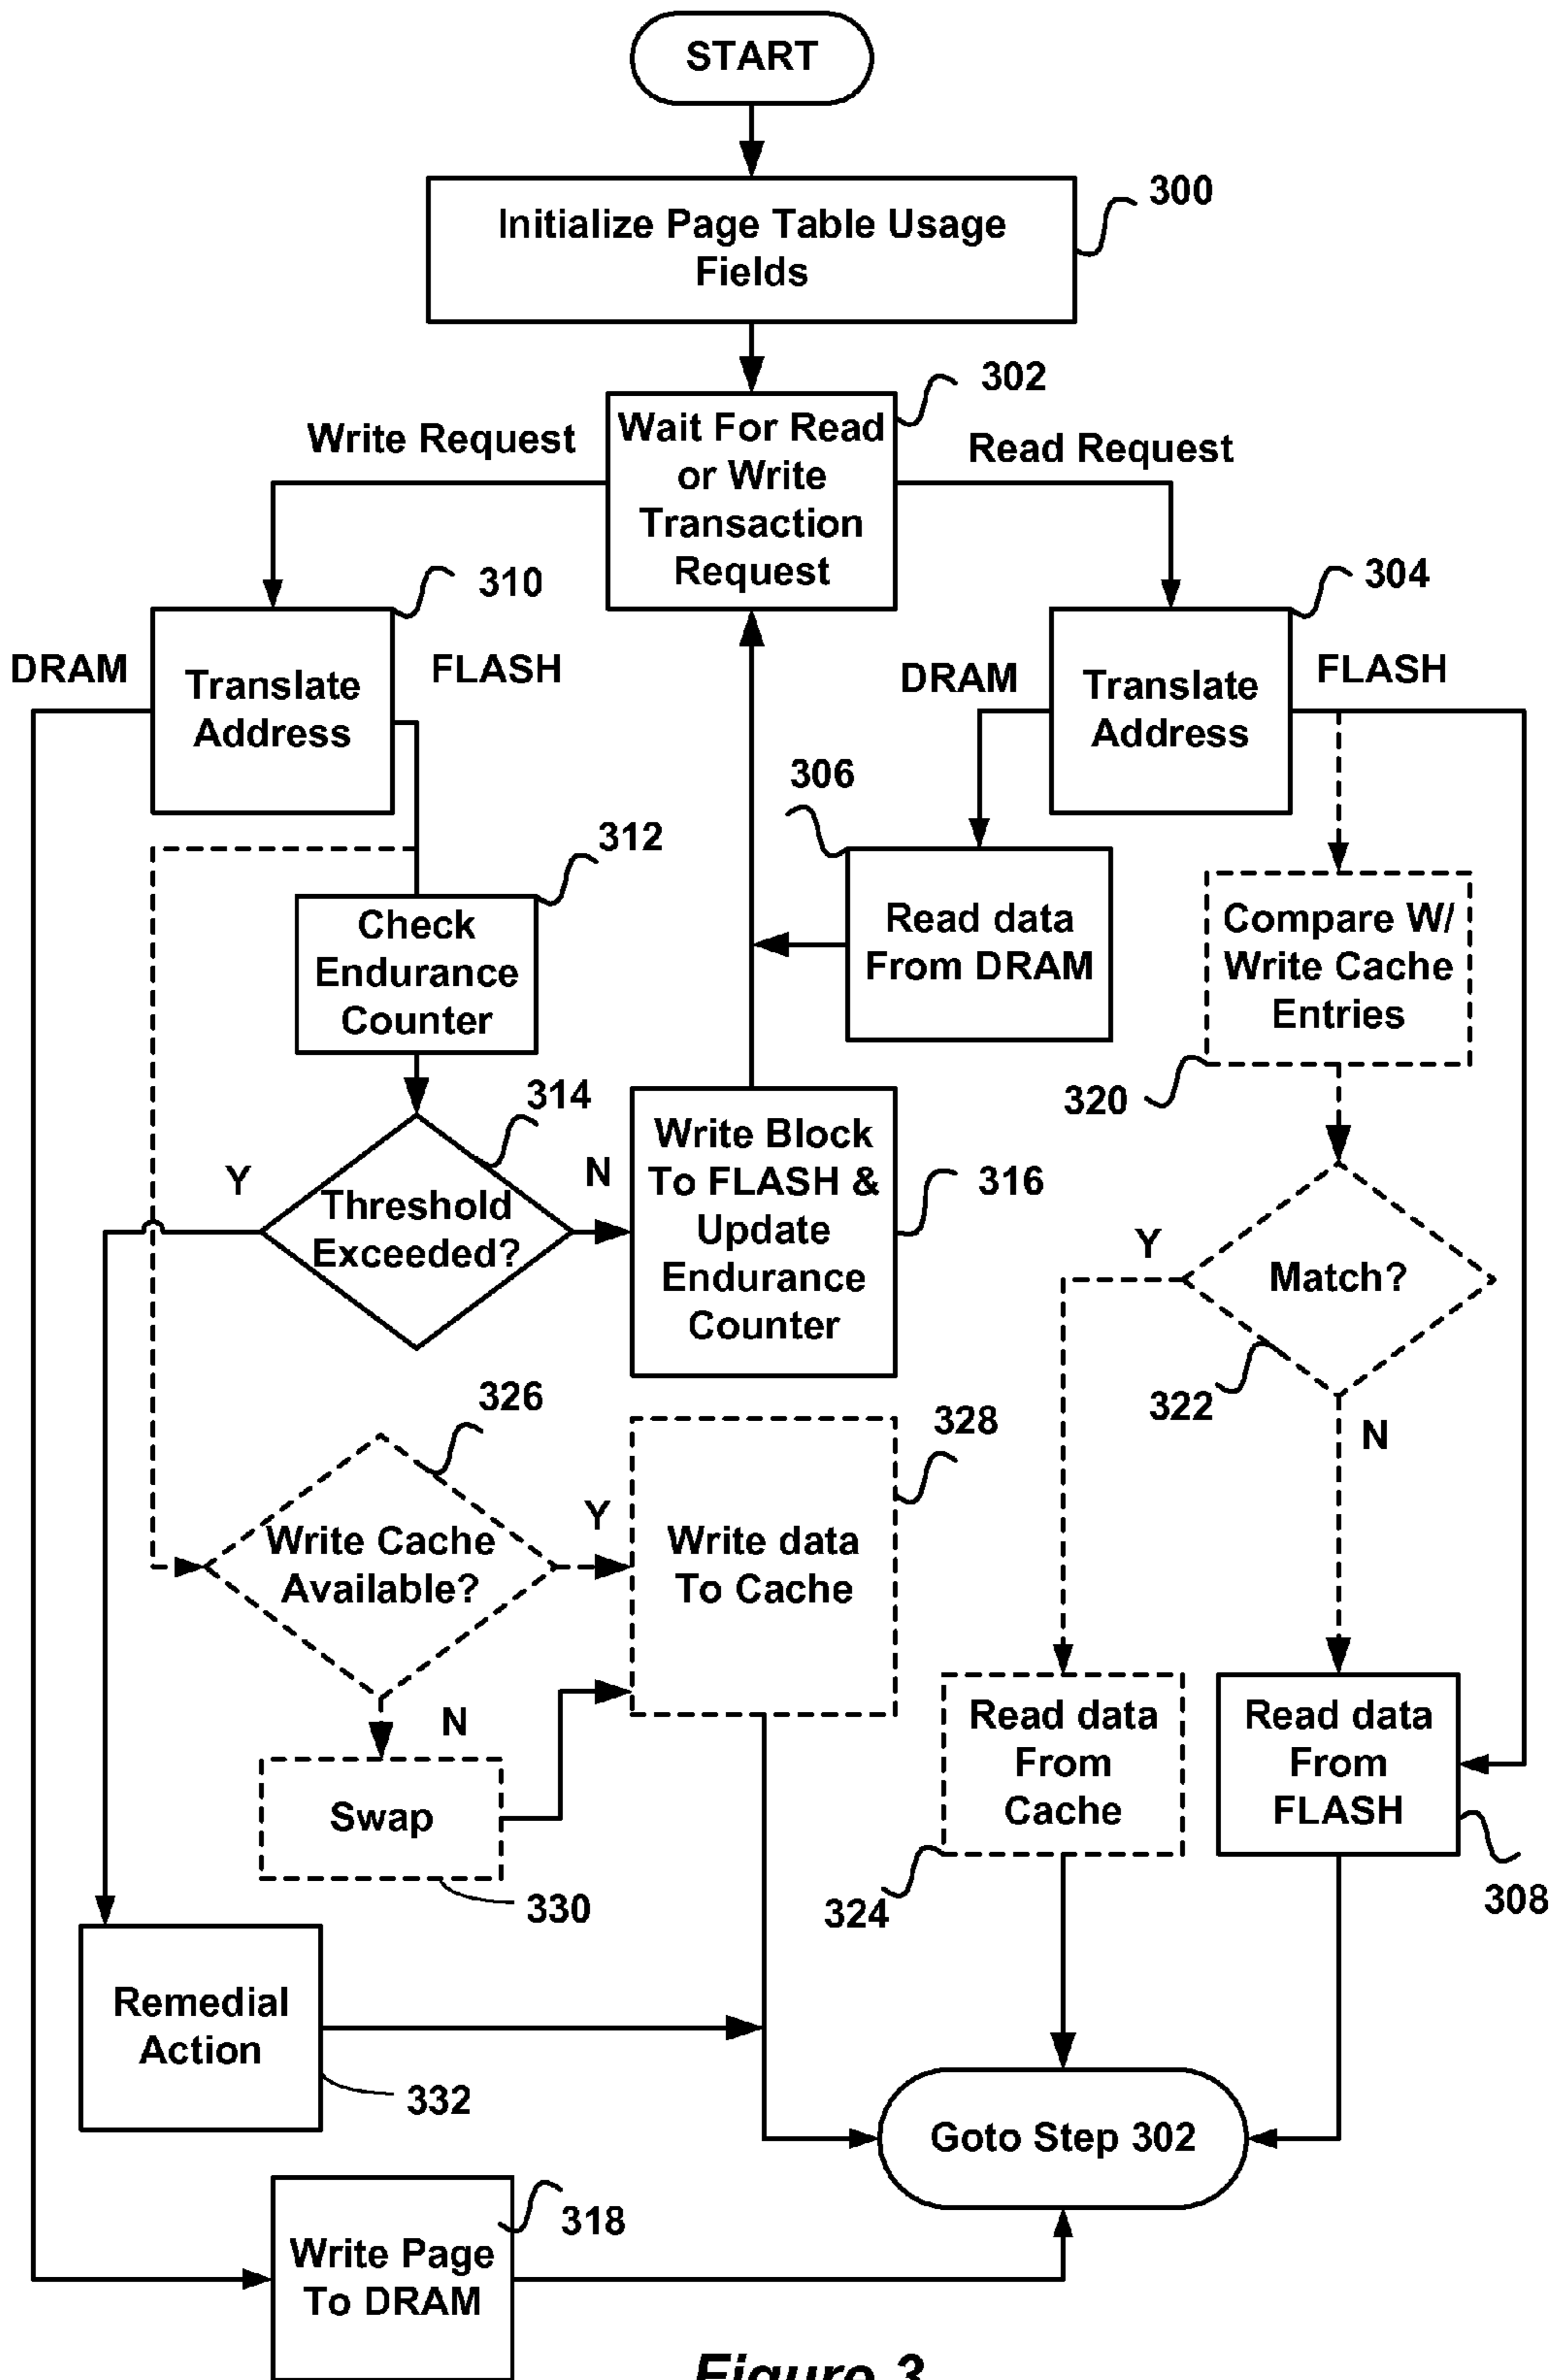 START
300
Initialize Page Table Usage
Fields
302
Write Request
Wait For Read
or Write
Transaction
Request
Read Request
310
304
DRAM
Translate
Address
FLASH
DRAM
Translate
Address
FLASH
306
312
Check
Endurance
Counter
Read data
From DRAM
Compare W/
Write Cache
Entries
320
314
Y
Threshold
Exceeded?
N
Write Block
To FLASH &
Update
Endurance
Counter
316
Y
Match?
322
N
326
328
Write Cache
Available?
Y
Write data
To Cache
N
Swap
330
Read data
From
Cache
324
Read data
From
FLASH
308
Remedial
Action
332
Goto Step 302
318
Write Page
To DRAM
Figure 3